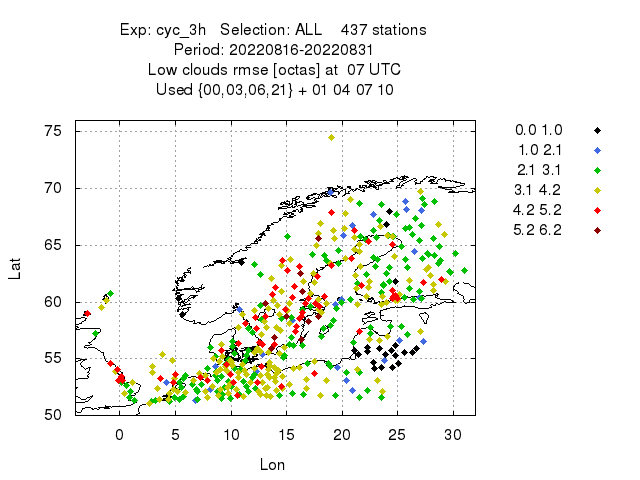 Exp: cyc_3h   Selection: ALL    437 stations
Period: 20220816-20220831
Low clouds rmse [octas] at  07 UTC
Used {00,03,06,21} + 01 04 07 10
0.0 1.0
1.0 2.1
2.1 3.1
3.1 4.2
4.2 5.2
5.2 6.2
75
70
65
60
55
50
Lat
0 5 10 15 20 25 30
Lon